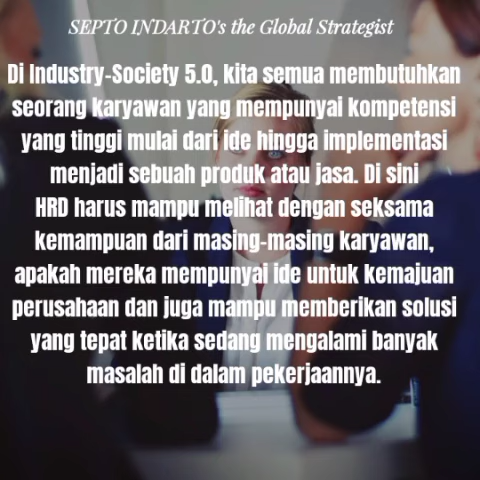 SEPTO INDARTO's the Global Strategist
Di Industry-Society 5.0, kita semua membutuhkan
seorang karyawan yang mempunyai kompetensi
yang tinggi mulai dari ide hingga implementasi
menjadi sebuah produk atau jasa. Di sini
HRD harus mampu melihat dengan seksama
kemampuan dari masing-masing karyawan,
apakah mereka mempunyai ide untuk kemajuan
perusahaan dan juga mampu memberikan solusi
yang tepat ketika sedang mengalami banyak
masalah di dalam pekerjaannya.